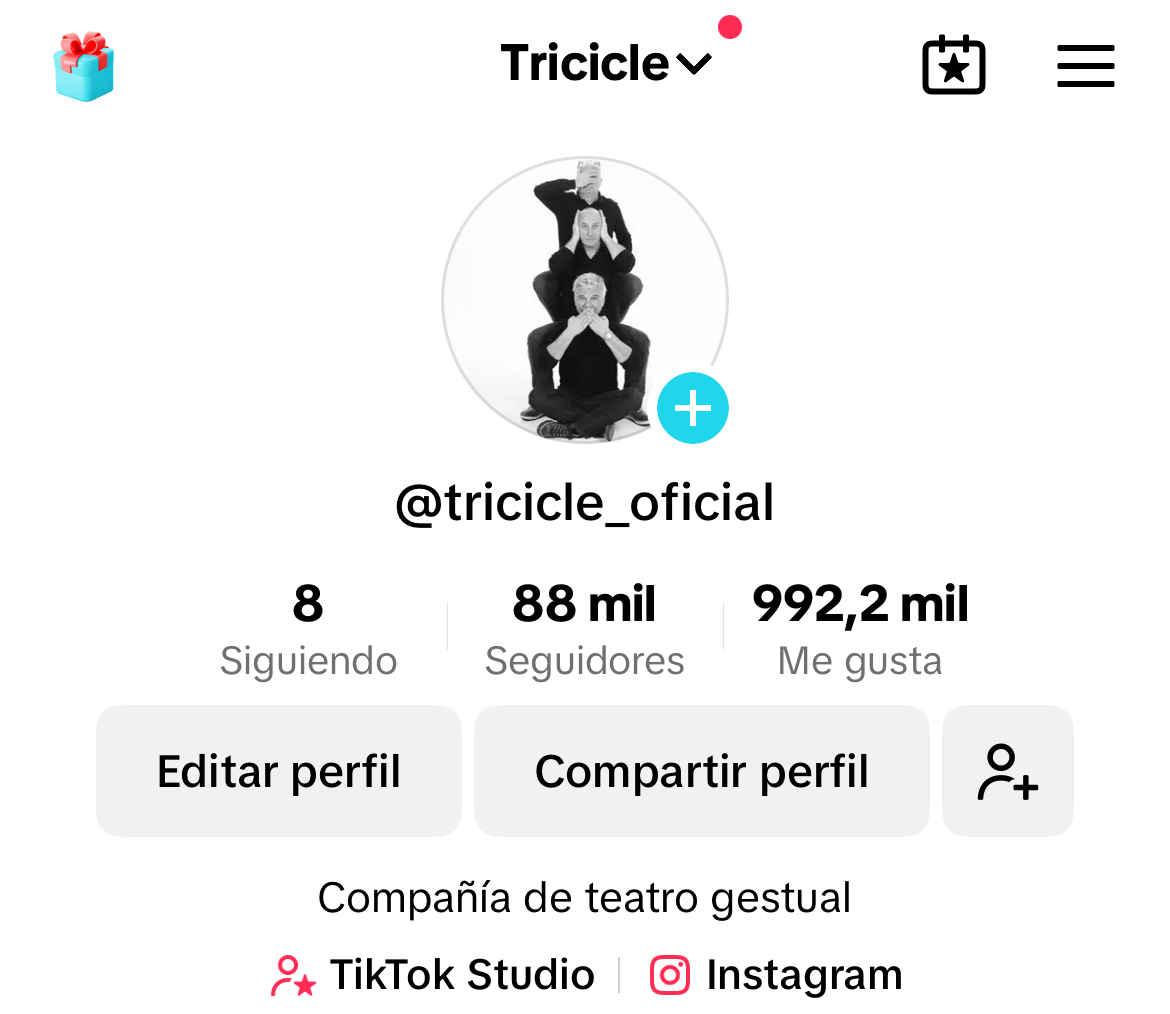 Tricicle
@tricicle_oficial
8 88 mil 992,2 mil
Siguiendo Seguidores Me gusta
Editar perfil Compartir perfil
Compañía de teatro gestual
TikTok Studio Instagram